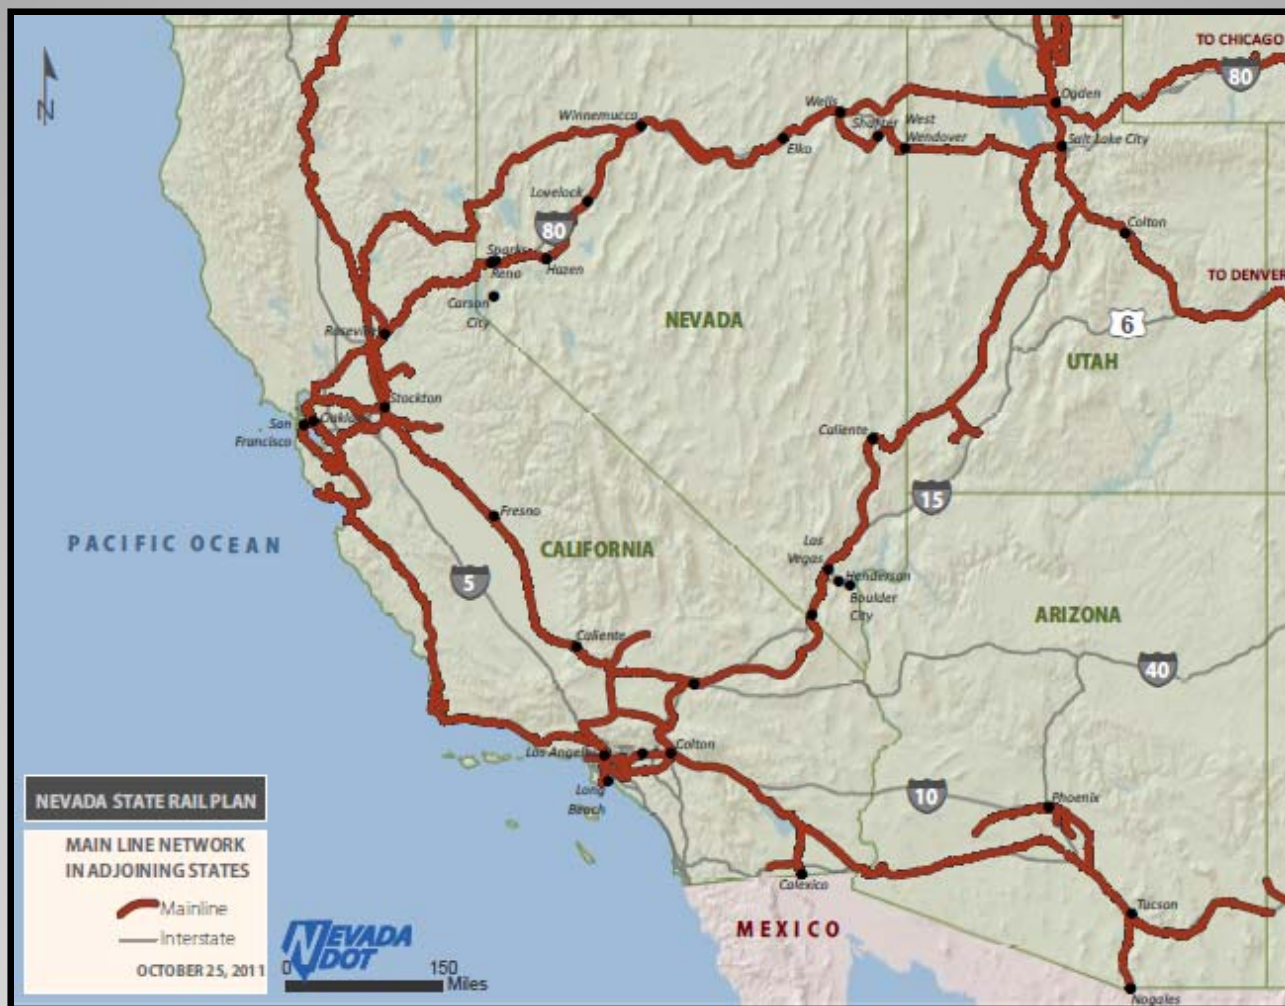 N
TO CHICAGO
80
Ogden
Wells
Winnemucca
Shafter
West
Wendover
Elko
Salt Lake City
Lovelock
80
Colton
Sparks
Reno
Hazen
TO DENVER
Carson
City
NEVADA
6
Roseville
UTAH
Stockton
San
Francisco
Oakland
Caliente
15
Fresno
PACIFIC OCEAN
CALIFORNIA
Las
Vegas
5
Henderson
Boulder
City
ARIZONA
Caliente
40
Los Angeles
Colton
Long
Beach
10
Phoenix
NEVADA STATE RAIL PLAN
MAIN LINE NETWORK
IN ADJOINING STATES
Mainline
Interstate
OCTOBER 25, 2011
NEVADA
DOT
0 150
Miles
Calexico
MEXICO
Tucson
Nogales